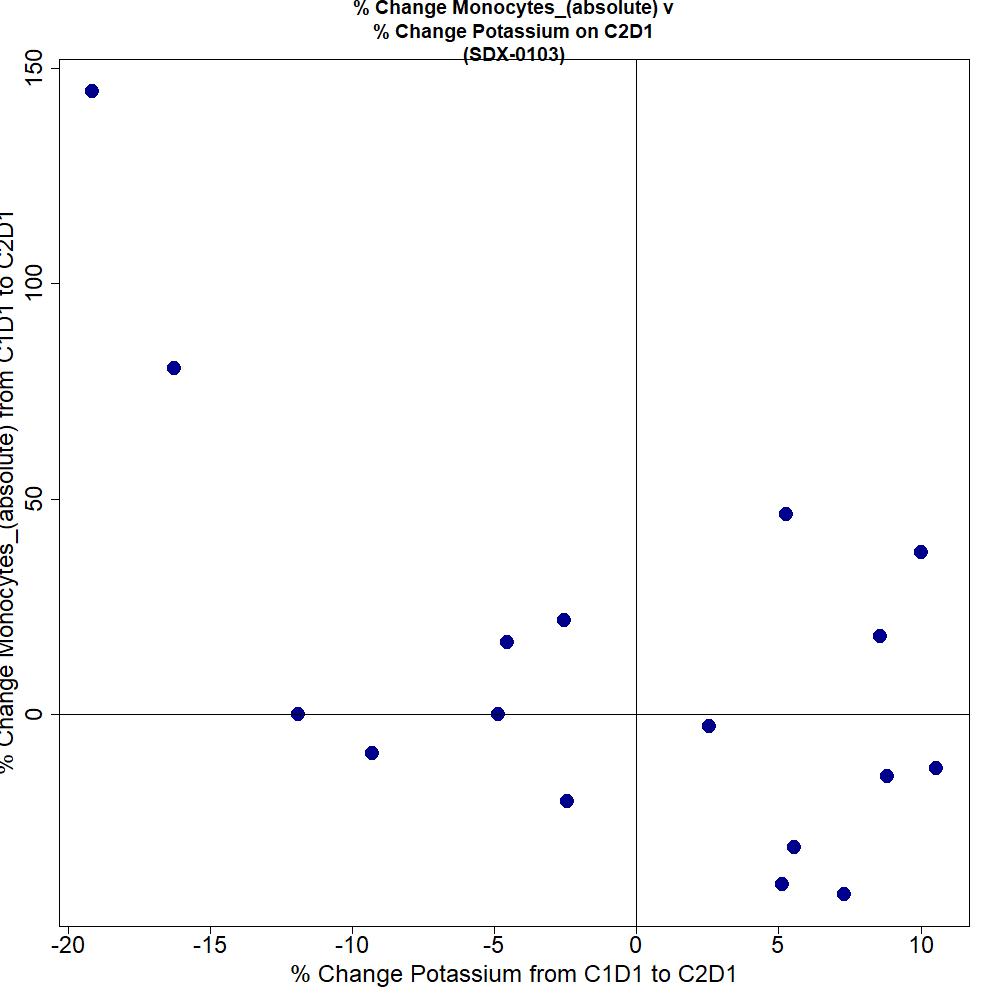 % Change Monocytes_(absolute) v
% Change Potassium on C2D1
(SDX-0103)
150
100
50
0
% Change Monocytes_(absolute) from C1D1 to C2D1
-20 -15 -10 -5 0 5 10
% Change Potassium from C1D1 to C2D1